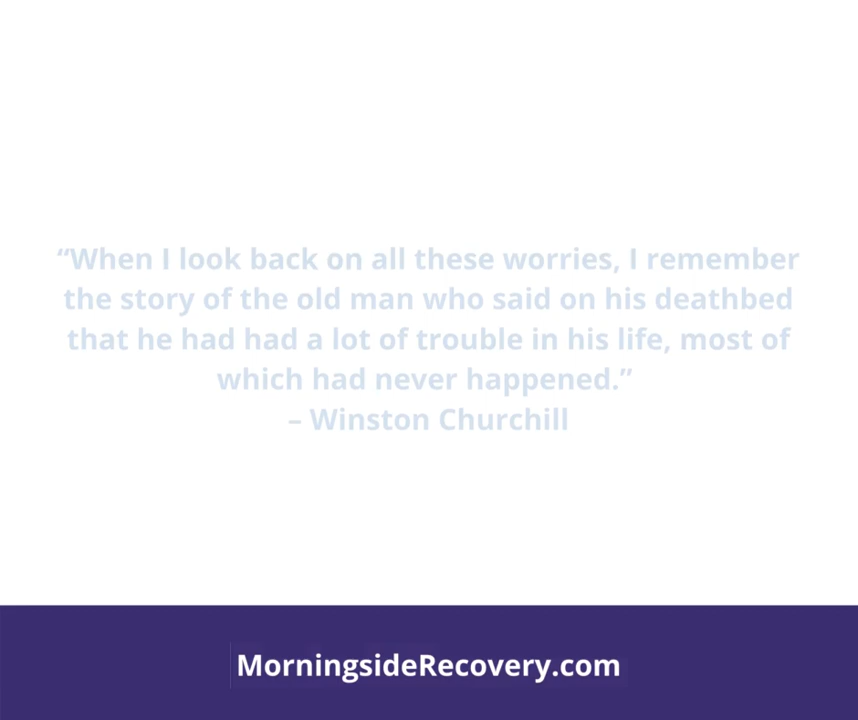 “When I look back on all these worries, I remember
the story of the old man who said on his deathbed
that he had had a lot of trouble in his life, most of
which had never happened.”
– Winston Churchill
MorningsideRecovery.com